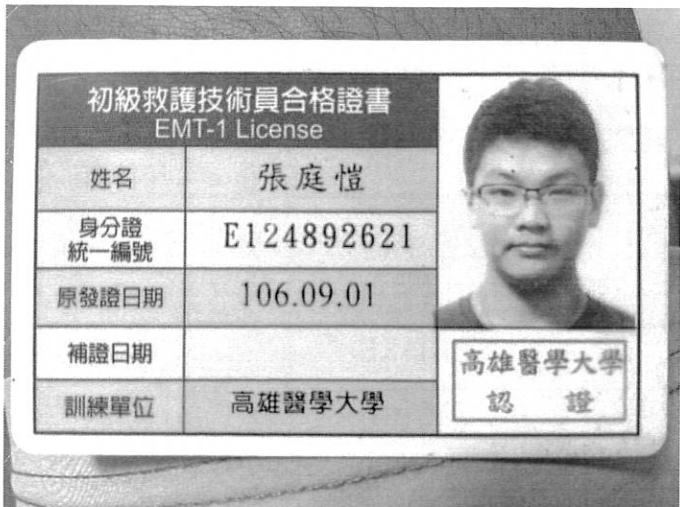 初級救護技術員合格證書
EMT-1 License
姓名 張庭愷
身分證統一編號 E124892621
原發證日期 106.09.01
補證日期
訓練單位 高雄醫學大學
高雄醫學大學
認 證